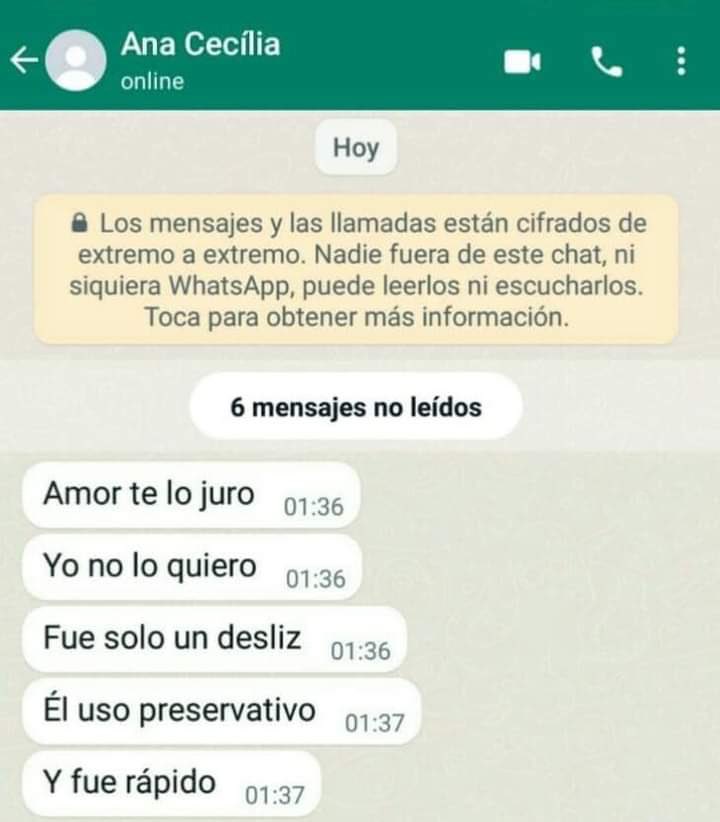 Ana Cecília
online
Hoy
Los mensajes y las llamadas están cifrados de
extremo a extremo. Nadie fuera de este chat, ni
siquiera WhatsApp, puede leerlos ni escucharlos.
Toca para obtener más información.
6 mensajes no leídos
Amor te lo juro 01:36
Yo no lo quiero 01:36
Fue solo un desliz 01:36
Él uso preservativo 01:37
Y fue rápido 01:37